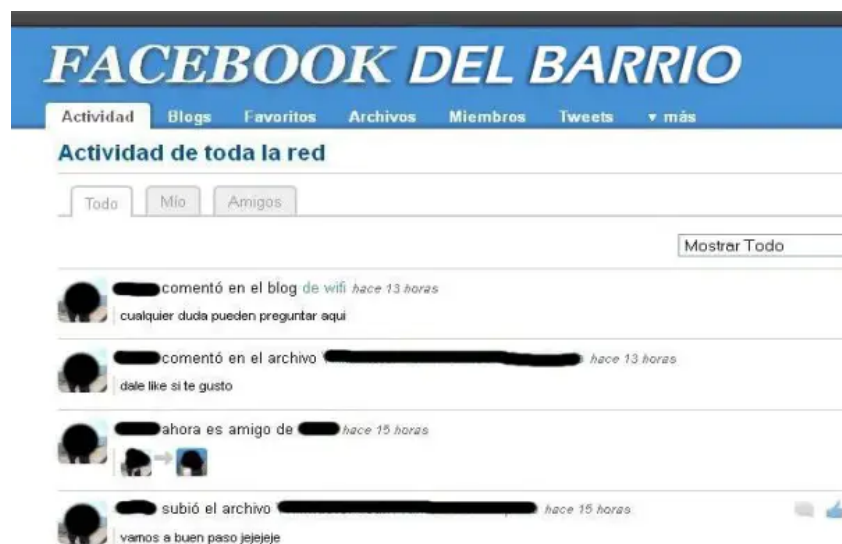 FACEBOOK DEL BARRIO
Actividad Blogs Favoritos Archivos Miembros Tweets ▼ más
Actividad de toda la red
Todo Mío Amigos
Mostrar Todo
comentó en el blog de wifi hace 13 horas
cualquier duda pueden preguntar aqui
comentó en el archivo hace 13 horas
dale like si te gusto
ahora es amigo de hace 15 horas
subió el archivo hace 15 horas
vamos a buen paso jejejeje